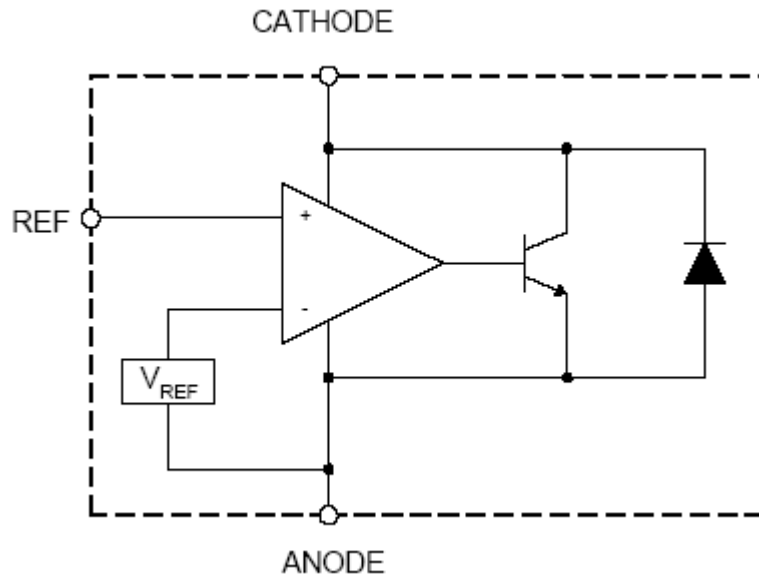 CATHODE
REF
+
-
VREF
ANODE